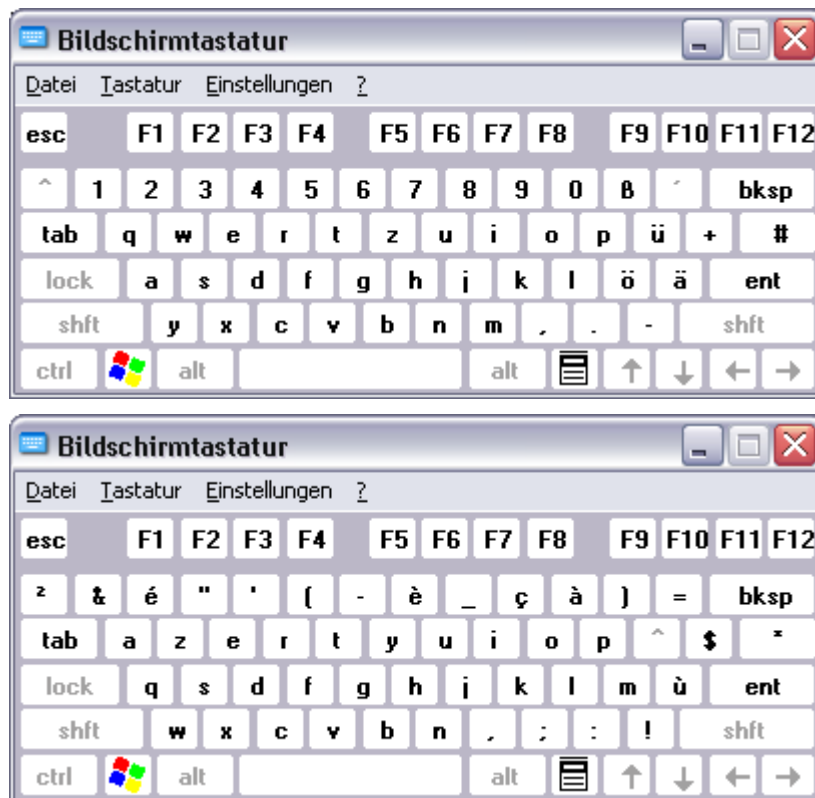 Bildschirmtastatur
Datei Tastatur Einstellungen ?
esc F1 F2 F3 F4 F5 F6 F7 F8 F9 F10 F11 F12
^ 1 2 3 4 5 6 7 8 9 0 ß ´ bksp
tab q w e r t z u i o p ü + #
lock a s d f g h j k l ö ä ent
shft y x c v b n m , . - shft
ctrl alt alt ↑ ↓ ← →
Bildschirmtastatur
Datei Tastatur Einstellungen ?
esc F1 F2 F3 F4 F5 F6 F7 F8 F9 F10 F11 F12
² & é " ' ( - è _ ç à ) = bksp
tab a z e r t y u i o p ^ $ *
lock q s d f g h j k l m ù ent
shft w x c v b n , ; : ! shft
ctrl alt alt ↑ ↓ ← →